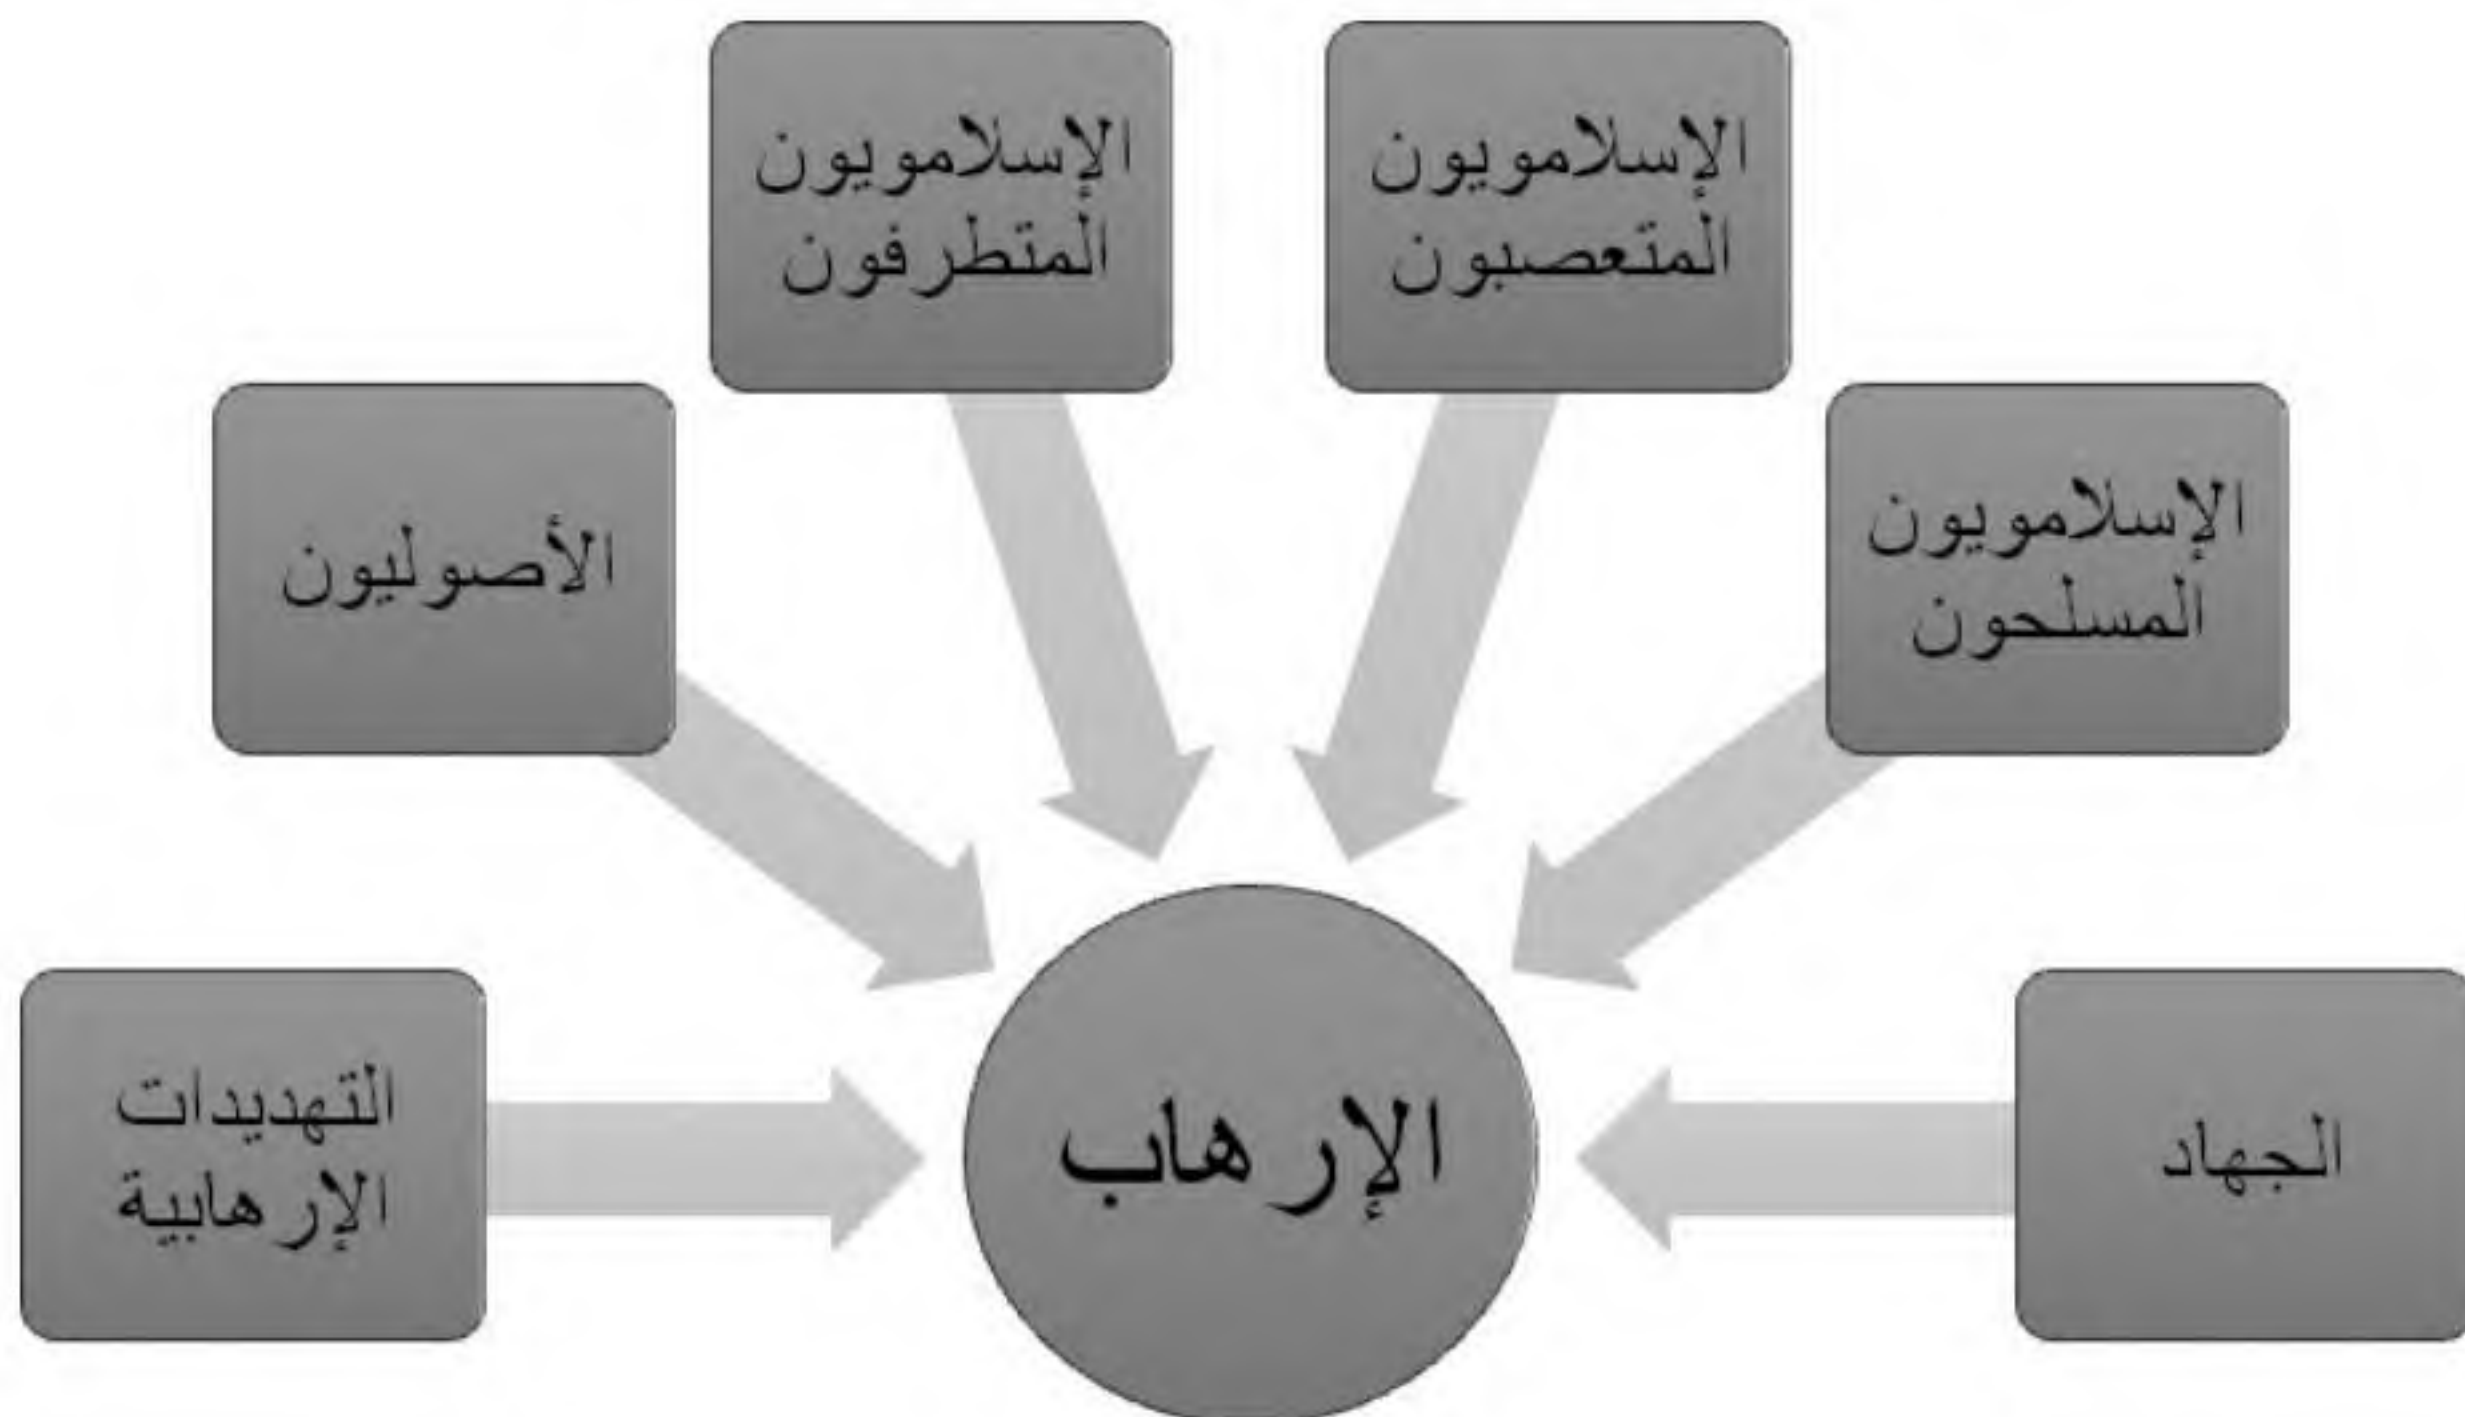 الإسلامويون
المتعصبون
الإسلامويون
المتطرفون
الإسلامويون
المسلحون
الأصوليون
الجهاد
الإرهاب
التهديدات
الإرهابية